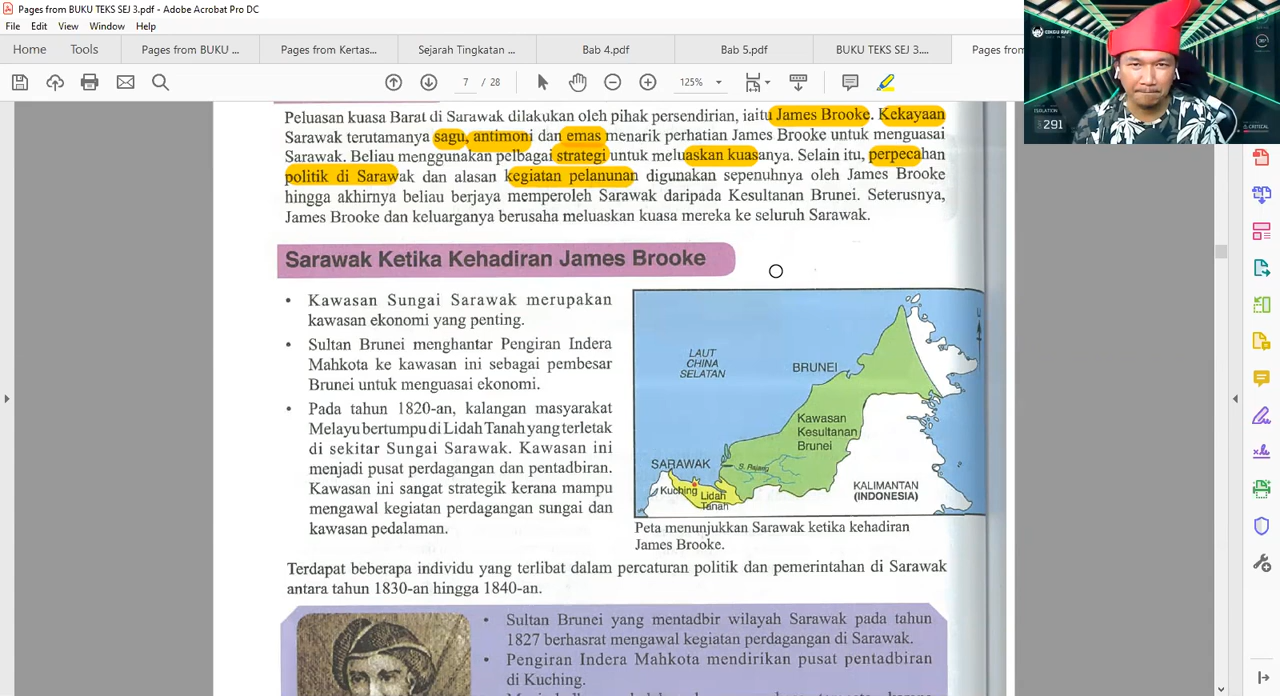 Pages from BUKU TEKS SEJ 3.pdf - Adobe Acrobat Pro DC
File Edit View Window Help
Home Tools Pages from BUKU ... Pages from Kertas... Sejarah Tingkatan ... Bab 4.pdf Bab 5.pdf BUKU TEKS SEJ 3.... Pages from
7 / 28 125%
291
CRITICAL
Peluasan kuasa Barat di Sarawak dilakukan oleh pihak persendirian, iaitu James Brooke. Kekayaan
Sarawak terutamanya sagu, antimoni dan emas menarik perhatian James Brooke untuk menguasai
Sarawak. Beliau menggunakan pelbagai strategi untuk meluaskan kuasanya. Selain itu, perpecahan
politik di Sarawak dan alasan kegiatan pelanunan digunakan sepenuhnya oleh James Brooke
hingga akhirnya beliau berjaya memperoleh Sarawak daripada Kesultanan Brunei. Seterusnya,
James Brooke dan keluarganya berusaha meluaskan kuasa mereka ke seluruh Sarawak.
Sarawak Ketika Kehadiran James Brooke
• Kawasan Sungai Sarawak merupakan
kawasan ekonomi yang penting.
• Sultan Brunei menghantar Pengiran Indera
Mahkota ke kawasan ini sebagai pembesar
Brunei untuk menguasai ekonomi.
• Pada tahun 1820-an, kalangan masyarakat
Melayu bertumpu di Lidah Tanah yang terletak
di sekitar Sungai Sarawak. Kawasan ini
menjadi pusat perdagangan dan pentadbiran.
Kawasan ini sangat strategik kerana mampu
mengawal kegiatan perdagangan sungai dan
kawasan pedalaman.
LAUT
CHINA
SELATAN
BRUNEI
U
Kawasan
Kesultanan
Brunei
SARAWAK
S. Rajang
Kuching
Lidah
Tanah
KALIMANTAN
(INDONESIA)
Peta menunjukkan Sarawak ketika kehadiran
James Brooke.
Terdapat beberapa individu yang terlibat dalam percaturan politik dan pemerintahan di Sarawak
antara tahun 1830-an hingga 1840-an.
• Sultan Brunei yang mentadbir wilayah Sarawak pada tahun
1827 berhasrat mengawal kegiatan perdagangan di Sarawak.
• Pengiran Indera Mahkota mendirikan pusat pentadbiran
di Kuching.